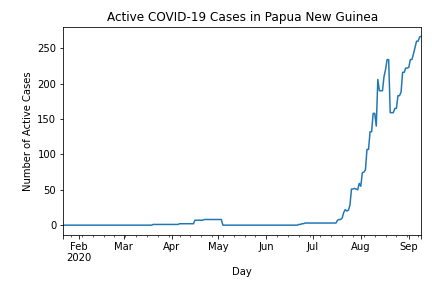 Active COVID-19 Cases in Papua New Guinea
Number of Active Cases
250
200
150
100
50
0
Feb Mar Apr May Jun Jul Aug Sep
2020
Day